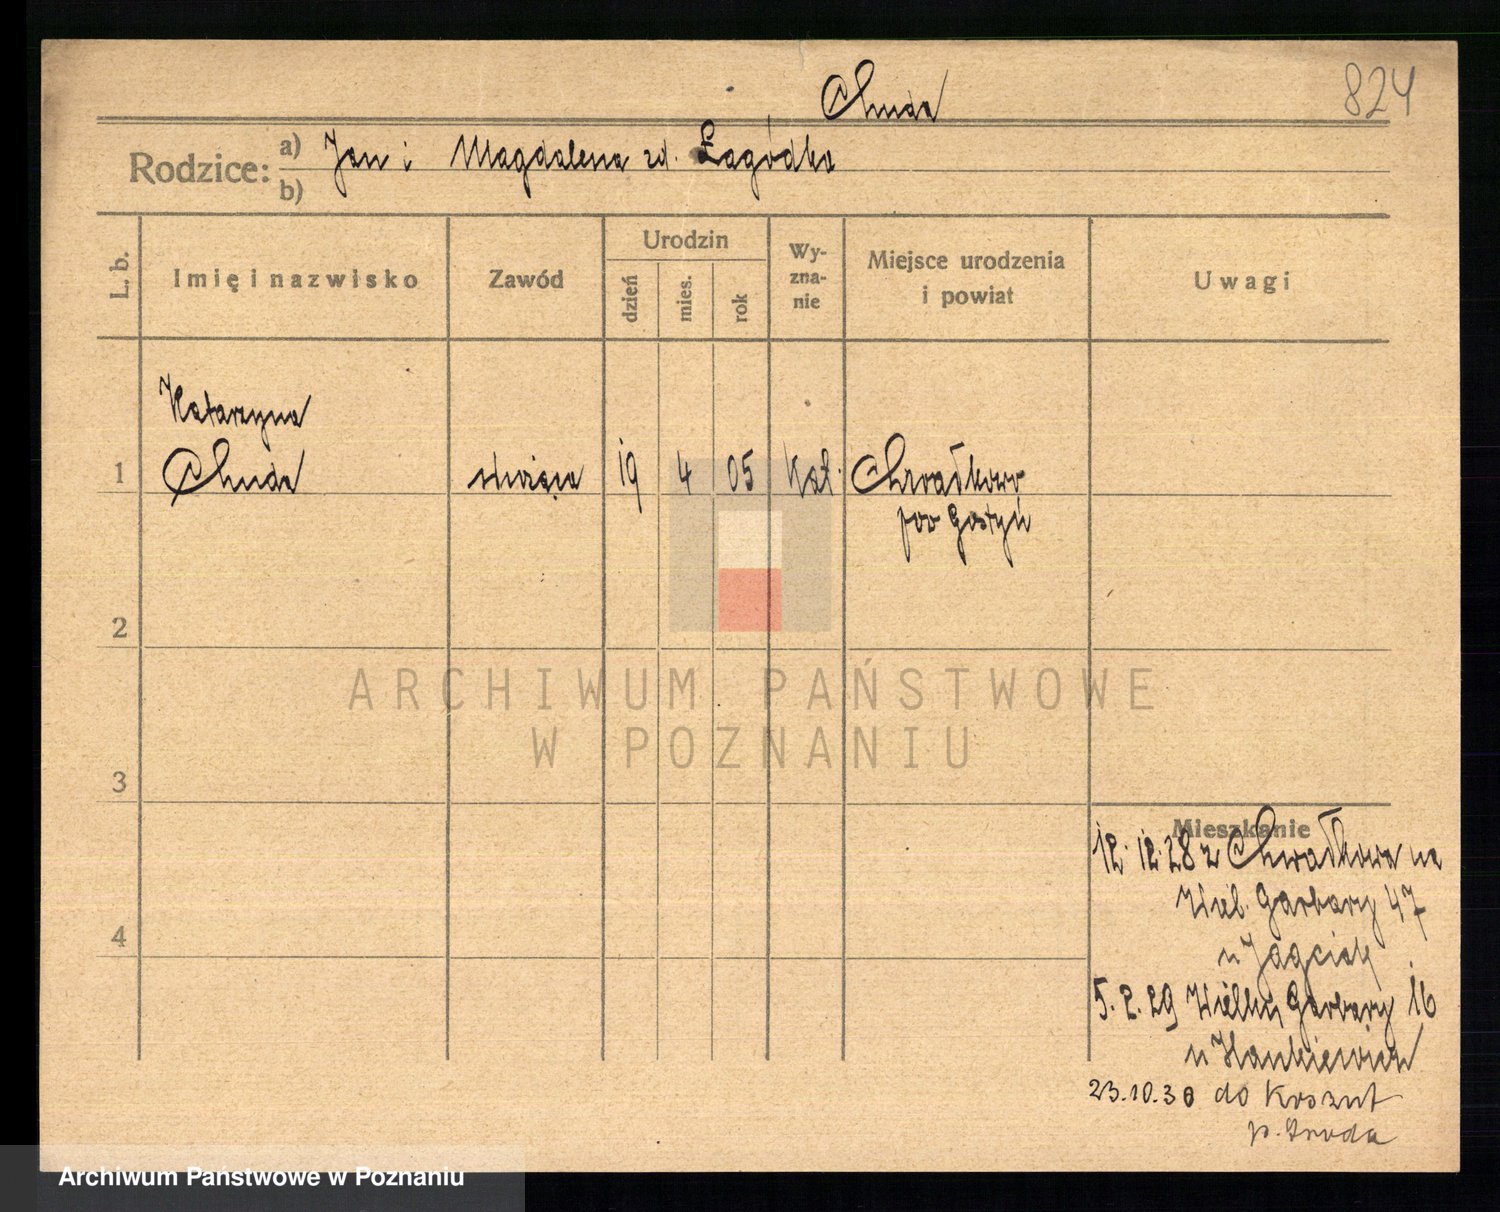 824
Chuda
Rodzice: a) Jan i Magdalena zd. Łagódka
b)
L. b.
Imię i nazwisko
Zawód
Urodzin
dzień
mies.
rok
Wy-
zna-
nie
Miejsce urodzenia
i powiat
Uwagi
Katarzyna
1 Chuda służąca 19 4 05 kat. Chwałkowo
pow Gostyń
2
3
4
Mieszkanie
12.12.28 z Chwałkowa na
Wiel. Garbary 47
u
5.2.29 Wielkie Garbary 16
u Hankiewicz
23.10.30 do Koszut
p. Środa
ARCHIWUM PAŃSTWOWE
W POZNANIU
Archiwum Państwowe w Poznaniu